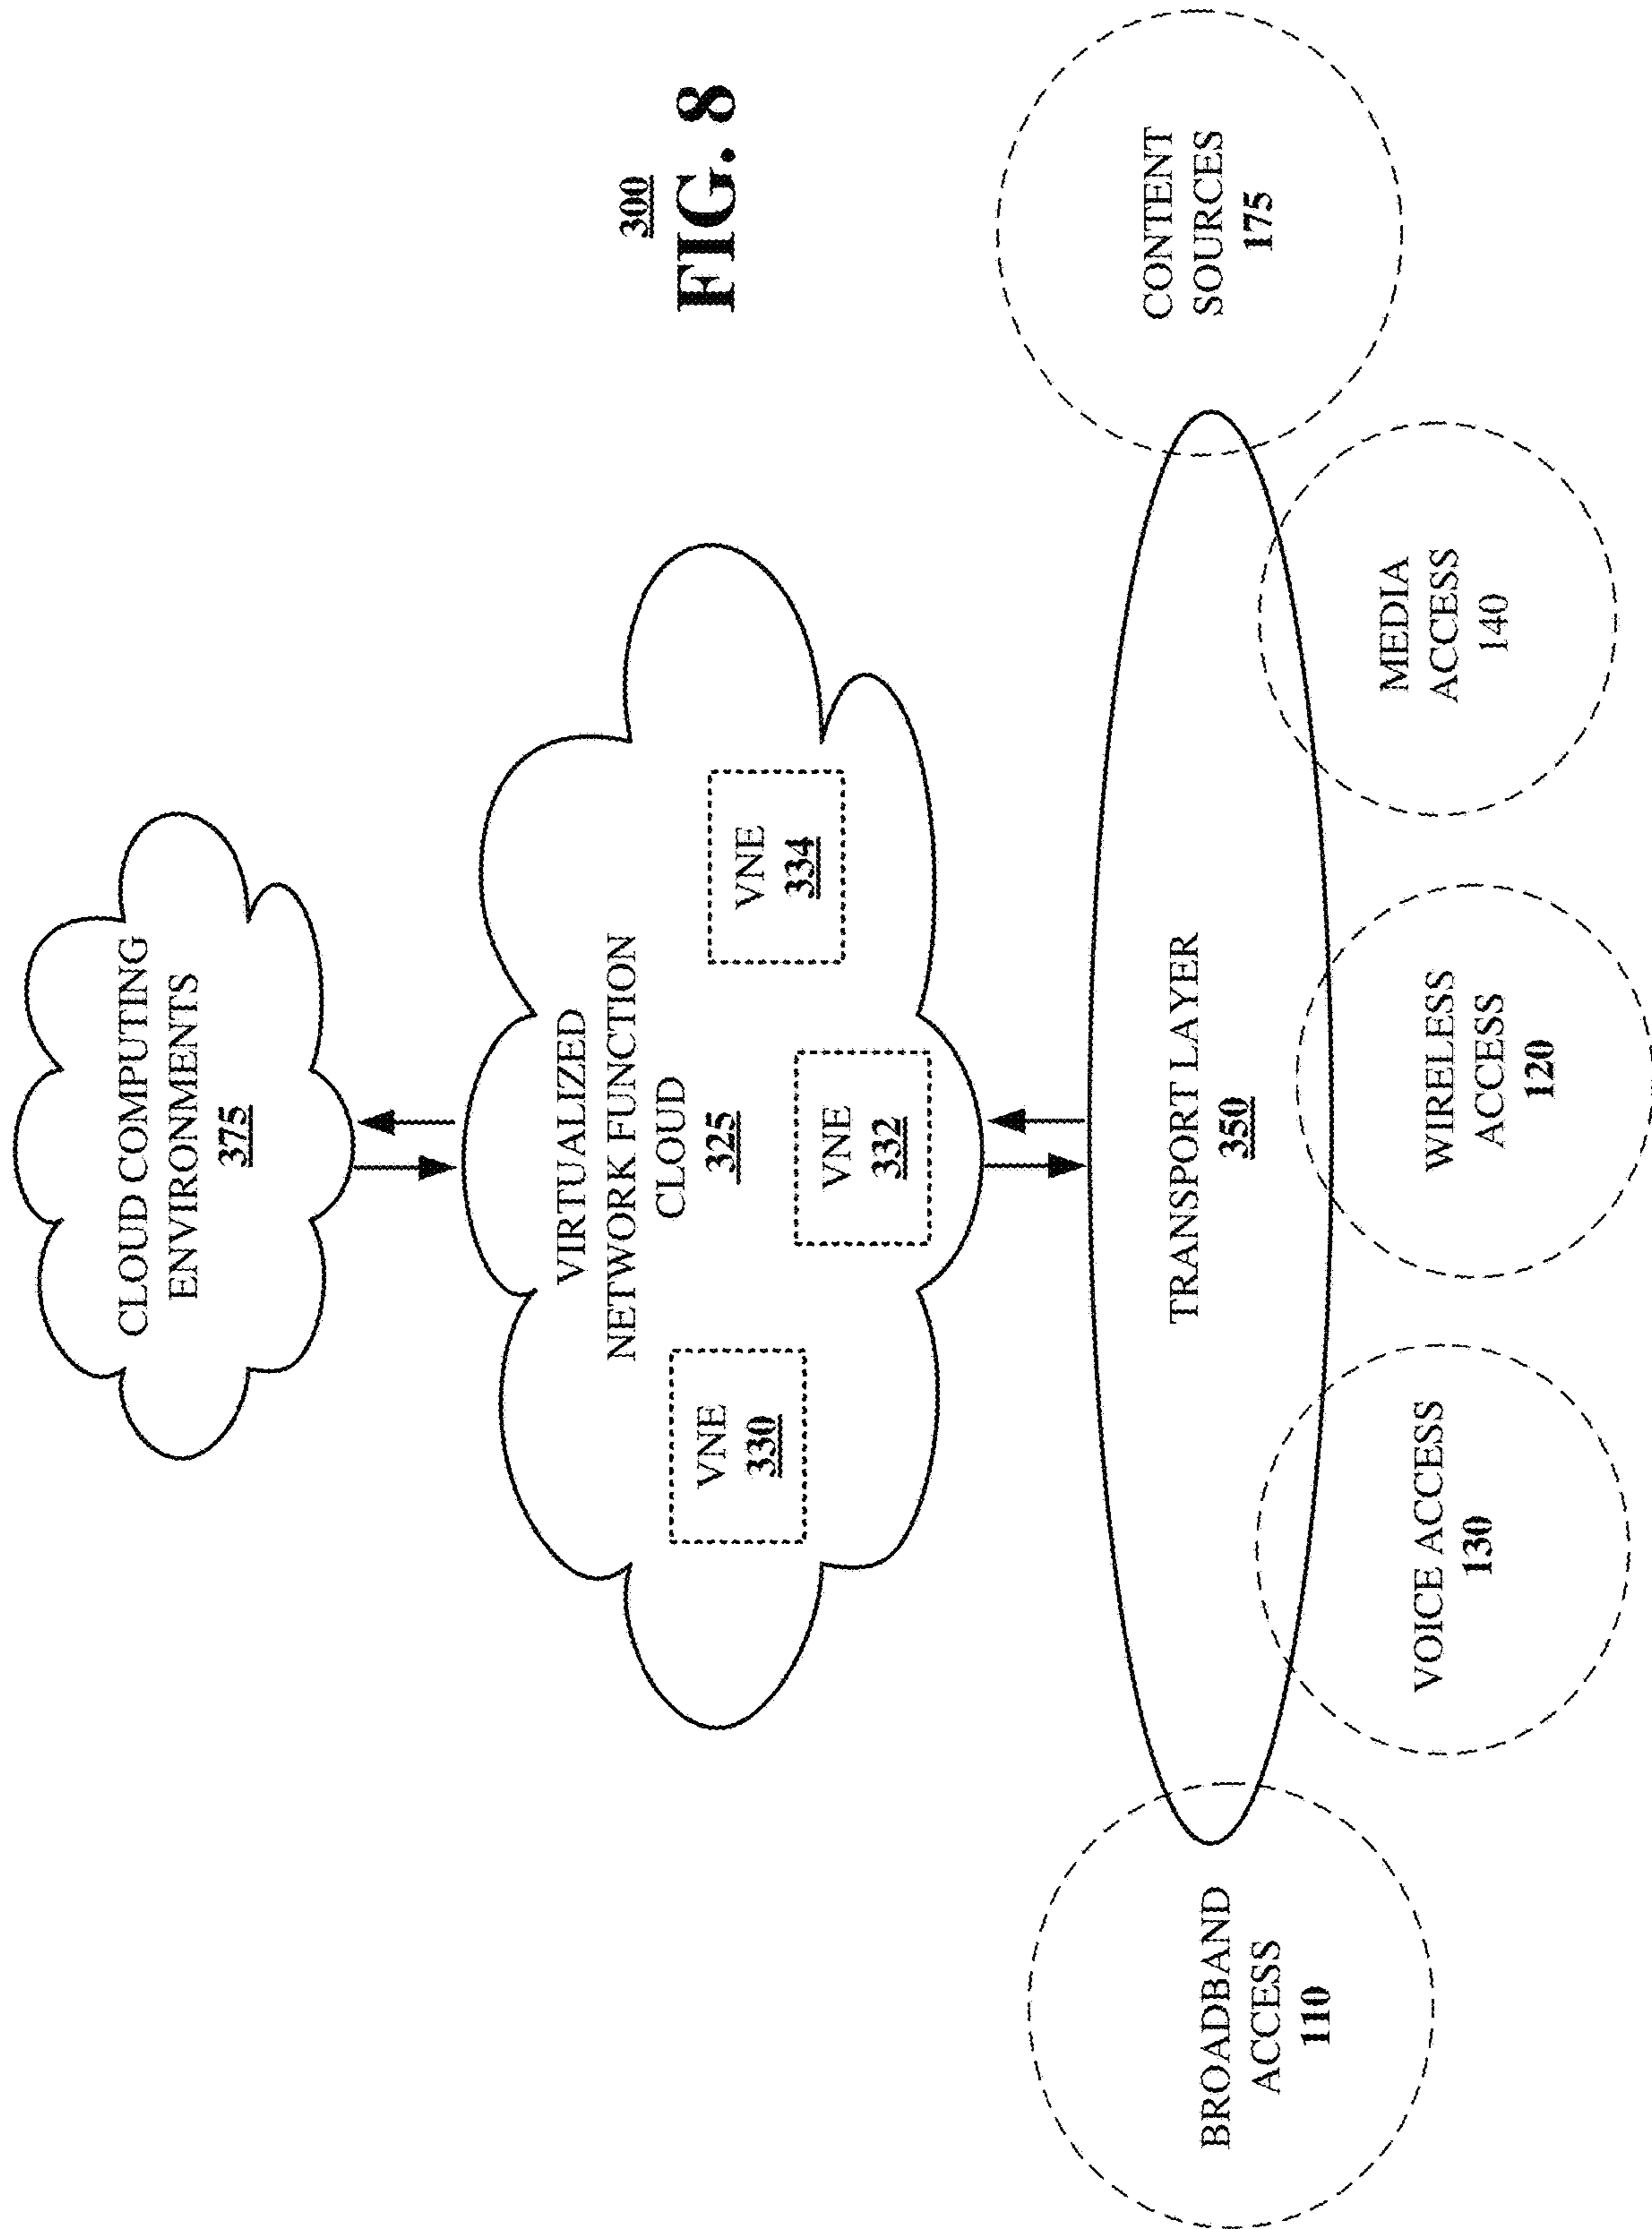 CLOUD COMPUTING
ENVIRONMENTS
375
VIRTUALIZED
NETWORK FUNCTION
CLOUD
325
VNE
330
VNE
332
VNE
334
300
FIG. 8
TRANSPORT LAYER
350
BROADBAND
ACCESS
110
VOICE ACCESS
130
WIRELESS
ACCESS
120
MEDIA
ACCESS
140
CONTENT
SOURCES
175